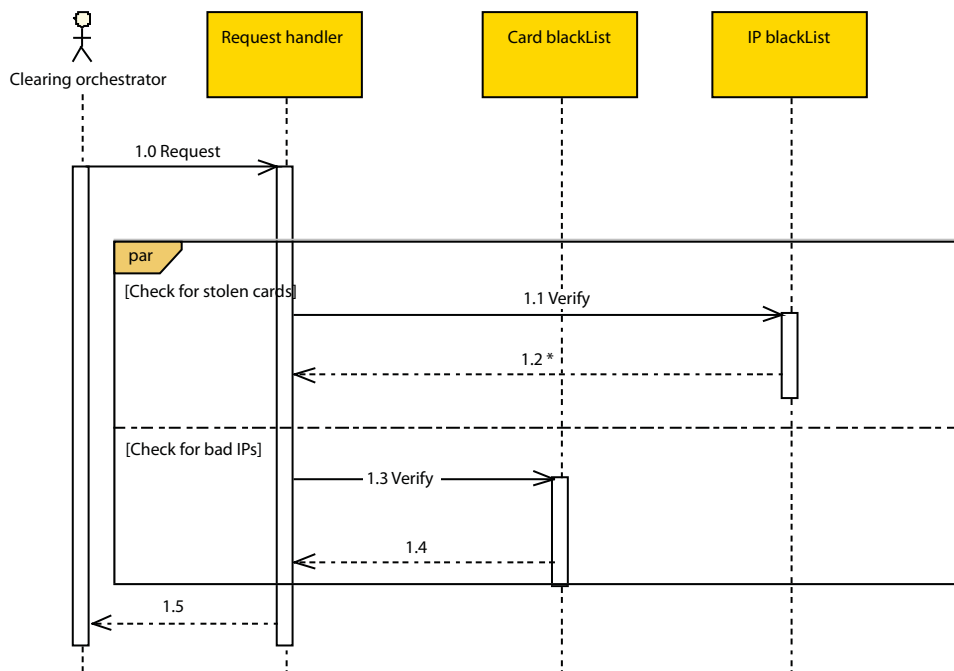 Clearing orchestrator
Request handler
Card blackList
IP blackList
1.0 Request
par
[Check for stolen cards]
1.1 Verify
1.2 *
[Check for bad IPs]
1.3 Verify
1.4
1.5